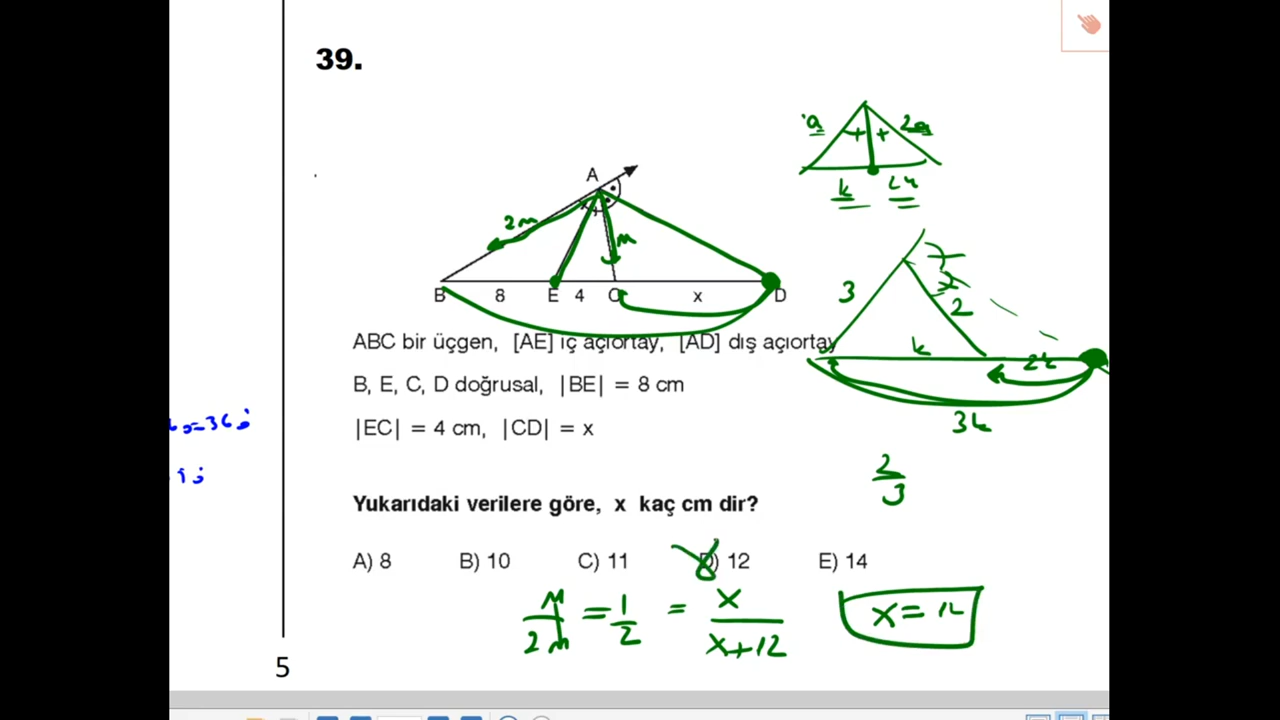 39.
a 2a
k 2k
A
2m
m
3
2
B 8 E 4 C x D
k 2k
ABC bir üçgen, [AE] iç açıortay, [AD] dış açıortay
B, E, C, D doğrusal, |BE| = 8 cm
3k
|EC| = 4 cm, |CD| = x
2/3
Yukarıdaki verilere göre, x kaç cm dir?
A) 8 B) 10 C) 11 D) 12 E) 14
m/2m = 1/2 = x/x+12
x = 12
5